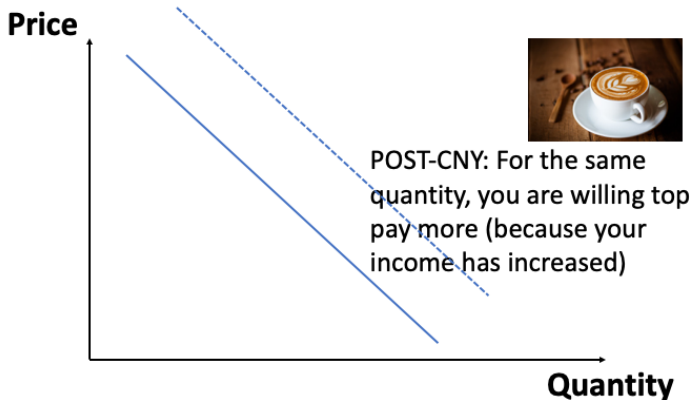 Price
POST-CNY: For the same
quantity, you are willing top
pay more (because your
income has increased)
Quantity